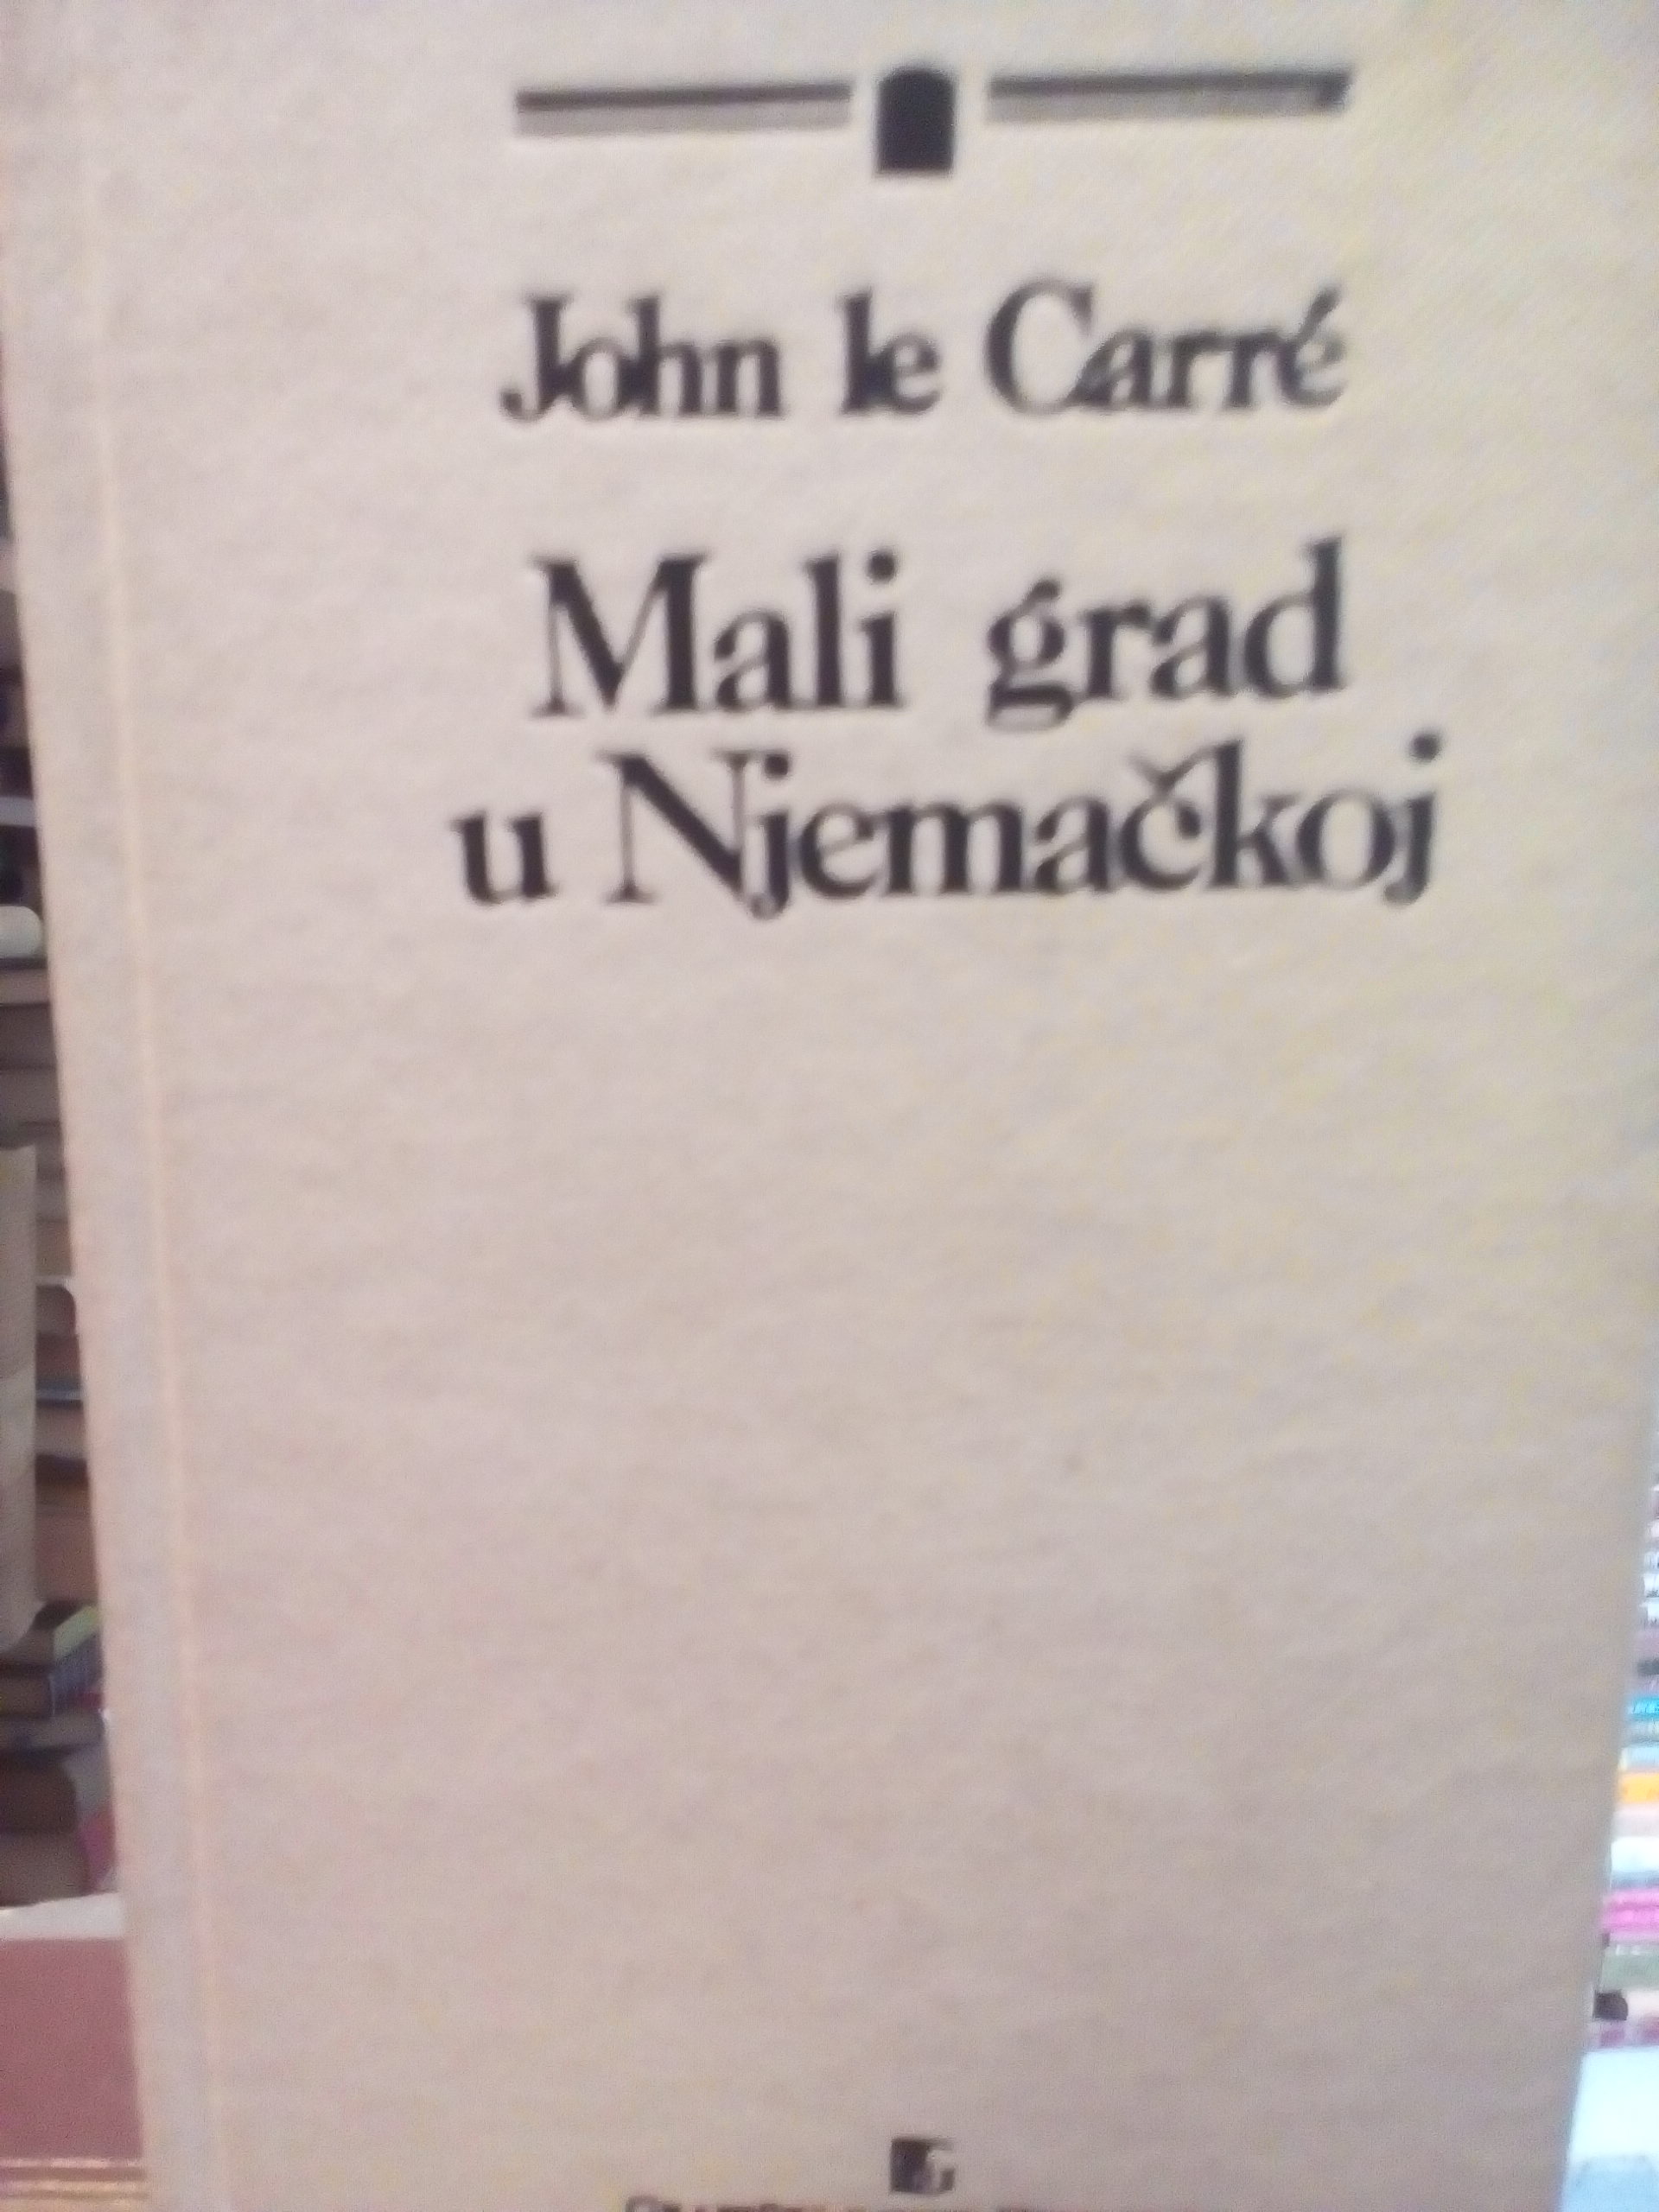 John le Carré
Mali grad
u Njemačkoj